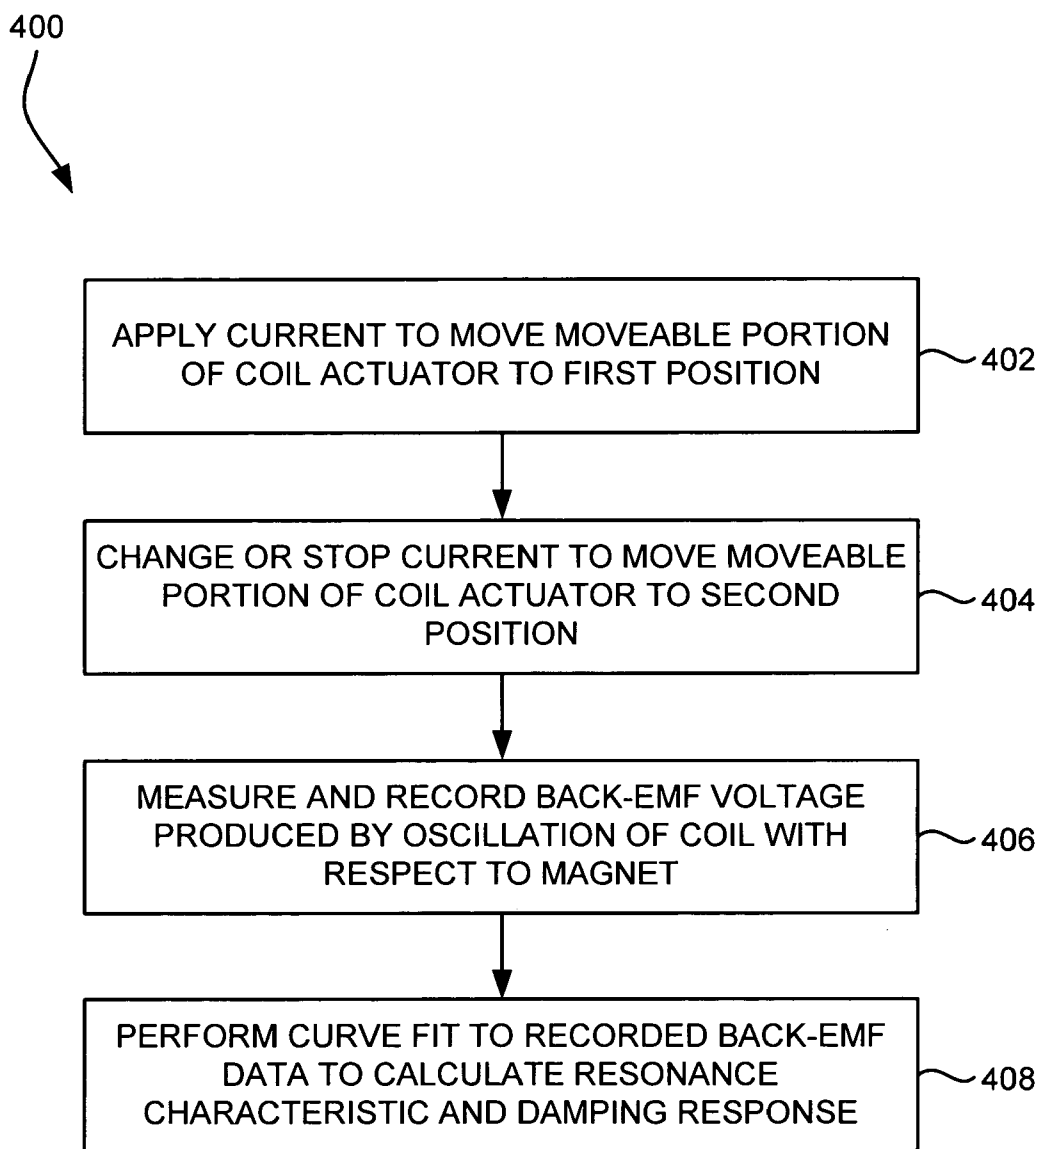 400
APPLY CURRENT TO MOVE MOVEABLE PORTION
OF COIL ACTUATOR TO FIRST POSITION
402
CHANGE OR STOP CURRENT TO MOVE MOVEABLE
PORTION OF COIL ACTUATOR TO SECOND
POSITION
404
MEASURE AND RECORD BACK-EMF VOLTAGE
PRODUCED BY OSCILLATION OF COIL WITH
RESPECT TO MAGNET
406
PERFORM CURVE FIT TO RECORDED BACK-EMF
DATA TO CALCULATE RESONANCE
CHARACTERISTIC AND DAMPING RESPONSE
408